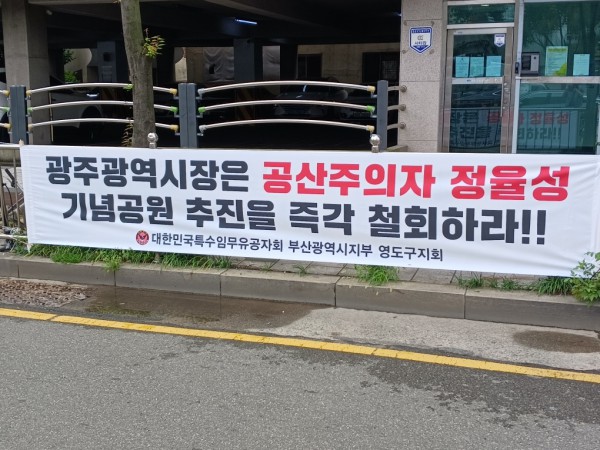 광주광역시장은 공산주의자 정율성
기념공원 추진을 즉각 철회하라!!
대한민국특수임무유공자회 부산광역시지부 영도구지회